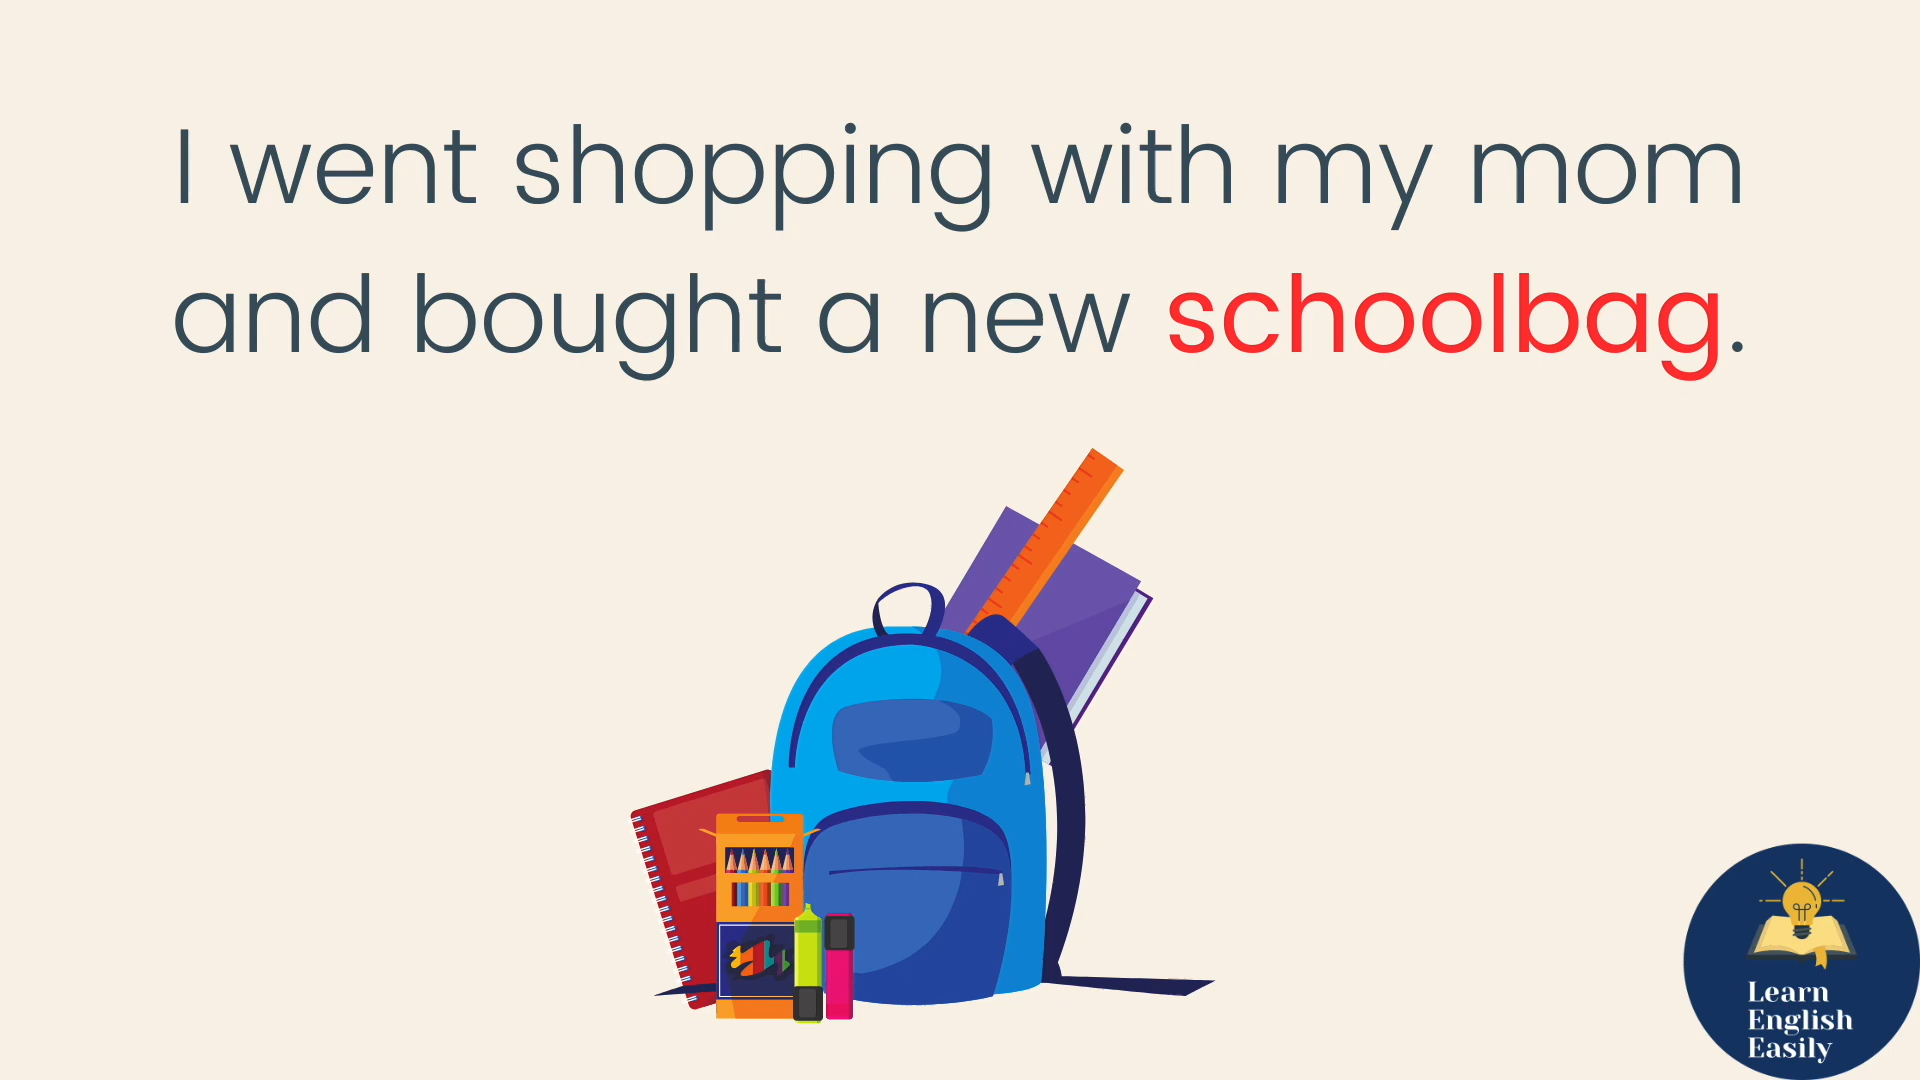 I went shopping with my mom
and bought a new schoolbag.
Learn
English
Easily